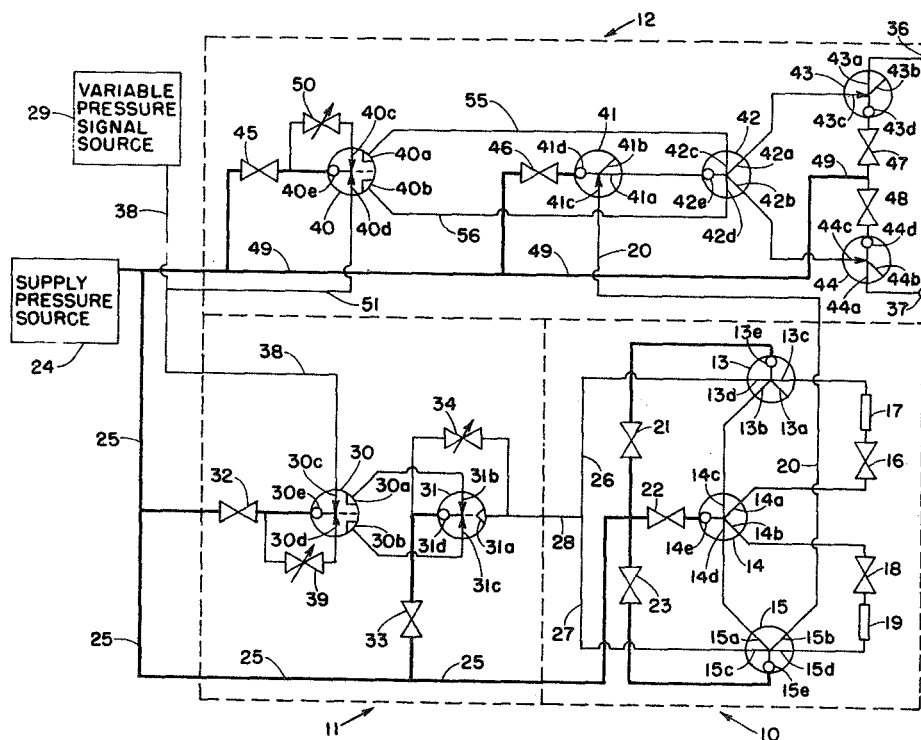 12
36
VARIABLE
PRESSURE
SIGNAL
SOURCE
29
38
50
40c
45
40a
40e
40b
40
40d
55
56
41
46
41d
41b
41c
41a
42
42c
42a
42e
42b
42d
43
43a
43b
43c
43d
47
49
48
44c
44d
44
44b
44a
37
49
49
20
51
SUPPLY
PRESSURE
SOURCE
24
38
25
25
32
30c
30
30a
30e
30d
30b
39
34
31
31b
31d
31a
31c
33
25
25
11
28
26
27
21
22
23
13e
13c
13
13d
13b
13a
20
17
16
14c
14a
14b
14e
14
14d
18
19
15
15a
15b
15c
15d
15e
10